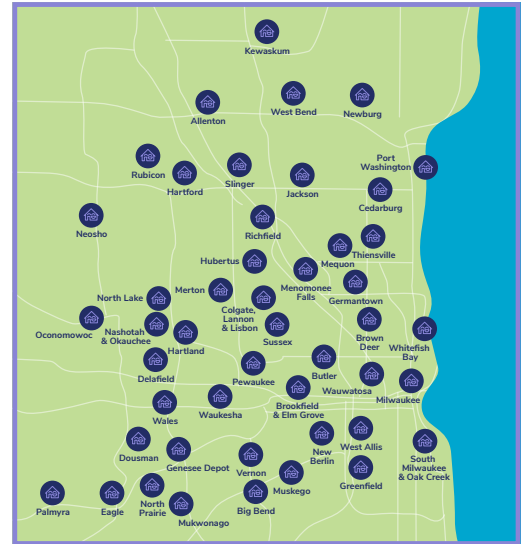 Kewaskum
Allenton
West Bend
Newburg
Rubicon
Hartford
Slinger
Jackson
Port
Washington
Cedarburg
Neosho
Richfield
Thiensville
Mequon
Hubertus
Menomonee
Falls
Germantown
North Lake
Merton
Colgate,
Lannon
& Lisbon
Oconomowoc
Nashotah
& Okauchee
Hartland
Sussex
Brown
Deer
Whitefish
Bay
Delafield
Pewaukee
Butler
Wauwatosa
Milwaukee
Wales
Waukesha
Brookfield
& Elm Grove
Dousman
Genesee Depot
Vernon
New
Berlin
West Allis
South
Milwaukee
& Oak Creek
Palmyra
Eagle
North
Prairie
Mukwonago
Big Bend
Muskego
Greenfield